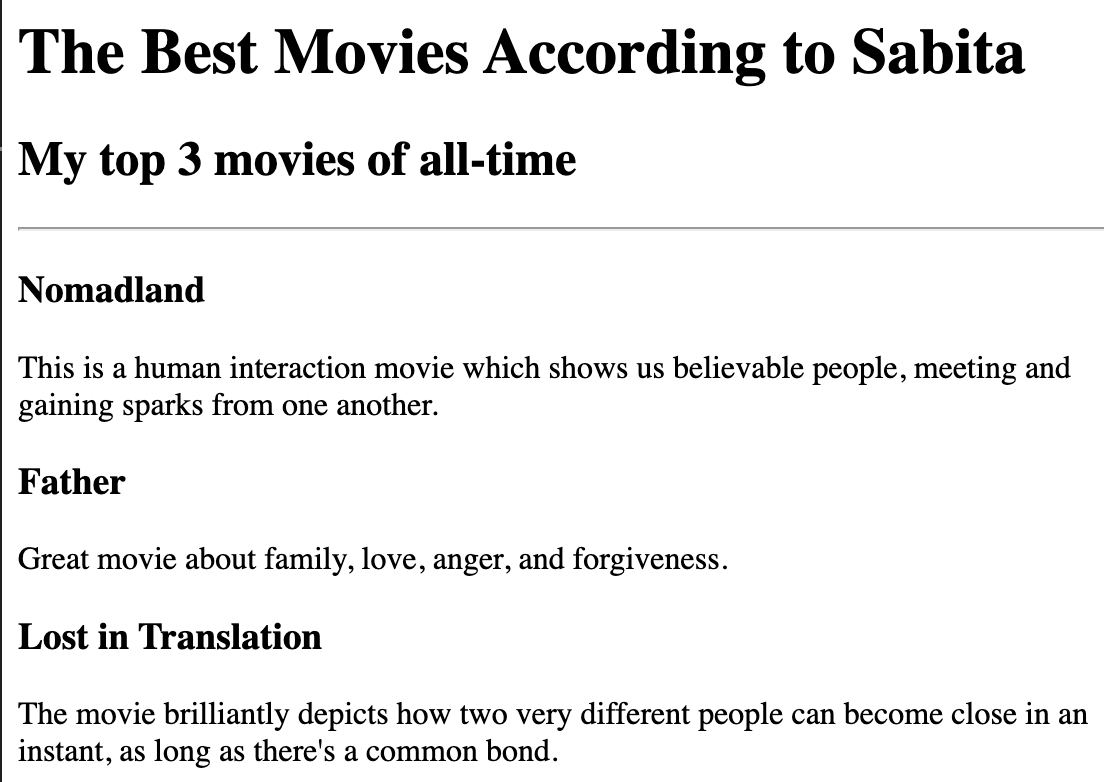 The Best Movies According to Sabita
My top 3 movies of all-time
Nomadland
This is a human interaction movie which shows us believable people, meeting and
gaining sparks from one another.
Father
Great movie about family, love, anger, and forgiveness.
Lost in Translation
The movie brilliantly depicts how two very different people can become close in an
instant, as long as there's a common bond.